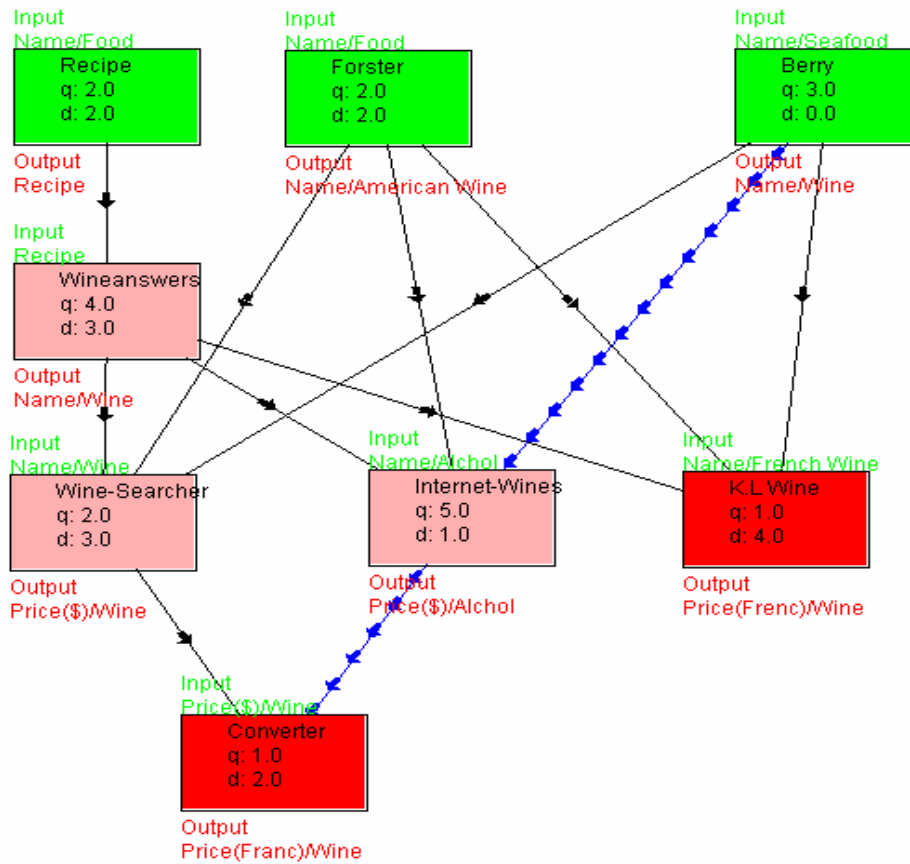 Input
Name/Food
Recipe
q: 2.0
d: 2.0
Output
Recipe
Input
Name/Food
Forster
q: 2.0
d: 2.0
Output
Name/American Wine
Input
Name/Seafood
Berry
q: 3.0
d: 0.0
Output
Name/Wine
Input
Recipe
Wineanswers
q: 4.0
d: 3.0
Output
Name/Wine
Input
Name/Wine
Wine-Searcher
q: 2.0
d: 3.0
Output
Price($)/Wine
Input
Name/Alchol
Internet-Wines
q: 5.0
d: 1.0
Output
Price($)/Alchol
Input
Name/French Wine
K.L Wine
q: 1.0
d: 4.0
Output
Price(Frenc)/Wine
Input
Price($)/Wine
Converter
q: 1.0
d: 2.0
Output
Price(Franc)/Wine